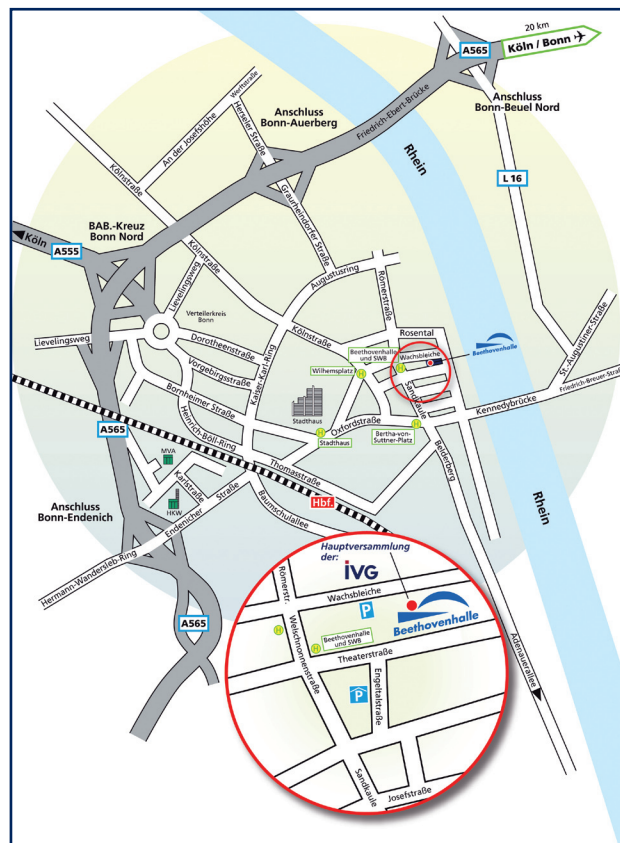 20 km
A565
Köln / Bonn
Anschluss
Bonn-Beuel Nord
Friedrich-Ebert-Brücke
Werftstraße
An der Josefshöhe
Herseler Straße
Anschluss
Bonn-Auerberg
Rhein
L 16
Kölnstraße
Graurheindorfer Straße
BAB.-Kreuz
Bonn Nord
Köln
A555
Kölnstraße
Lievelingsweg
Augustusring
Römerstraße
Verteilerkreis
Bonn
Kölnstraße
Rosental
Lievelingsweg
Dorotheenstraße
Beethovenhalle
und SWB
Wachsbleiche
Beethovenhalle
St.-Augustiner-Straße
Vorgebirgsstraße
Kaiser-Karl-Ring
Wilhemsplatz
Sandkaule
Friedrich-Breuer-Straße
Bornheimer Straße
Stadthaus
Kennedybrücke
Oxfordstraße
A565
Heinrich-Böll-Ring
H
H
H
H
Stadthaus
Bertha-von-
Suttner-Platz
Belderberg
MVA
Thomasstraße
Karlstraße
HKW
Hbf.
Anschluss
Bonn-Endenich
Endenicher Straße
Baumschulallee
Rhein
Hermann-Wandersleb-Ring
A565
Hauptversammlung
der:
IVG
Römerstr.
Wachsbleiche
P
Beethovenhalle
H
H
Beethovenhalle
und SWB
Welschnonnenstraße
Theaterstraße
Engeltalstraße
P
Adenauerallee
Sandkaule
Josefstraße